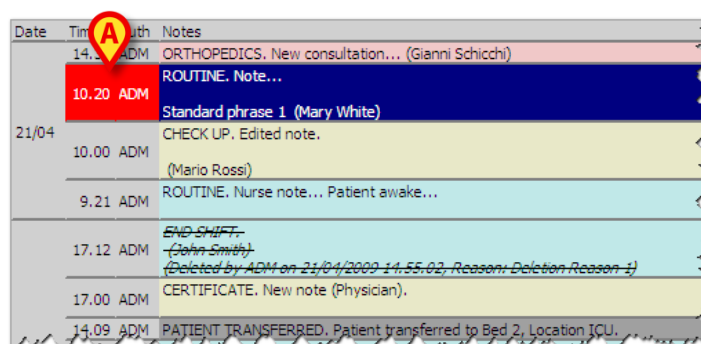 Date Time Auth Notes
A
14. ADM ORTHOPEDICS. New consultation... (Gianni Schicchi)
10.20 ADM ROUTINE. Note...
Standard phrase 1 (Mary White)
21/04
10.00 ADM CHECK UP. Edited note.
(Mario Rossi)
9.21 ADM ROUTINE. Nurse note... Patient awake...
17.12 ADM END SHIFT.
(John Smith)
(Deleted by ADM on 21/04/2009 14.55.02, Reason: Deletion Reason 1)
17.00 ADM CERTIFICATE. New note (Physician).
14.09 ADM PATIENT TRANSFERRED. Patient transferred to Bed 2, Location ICU.